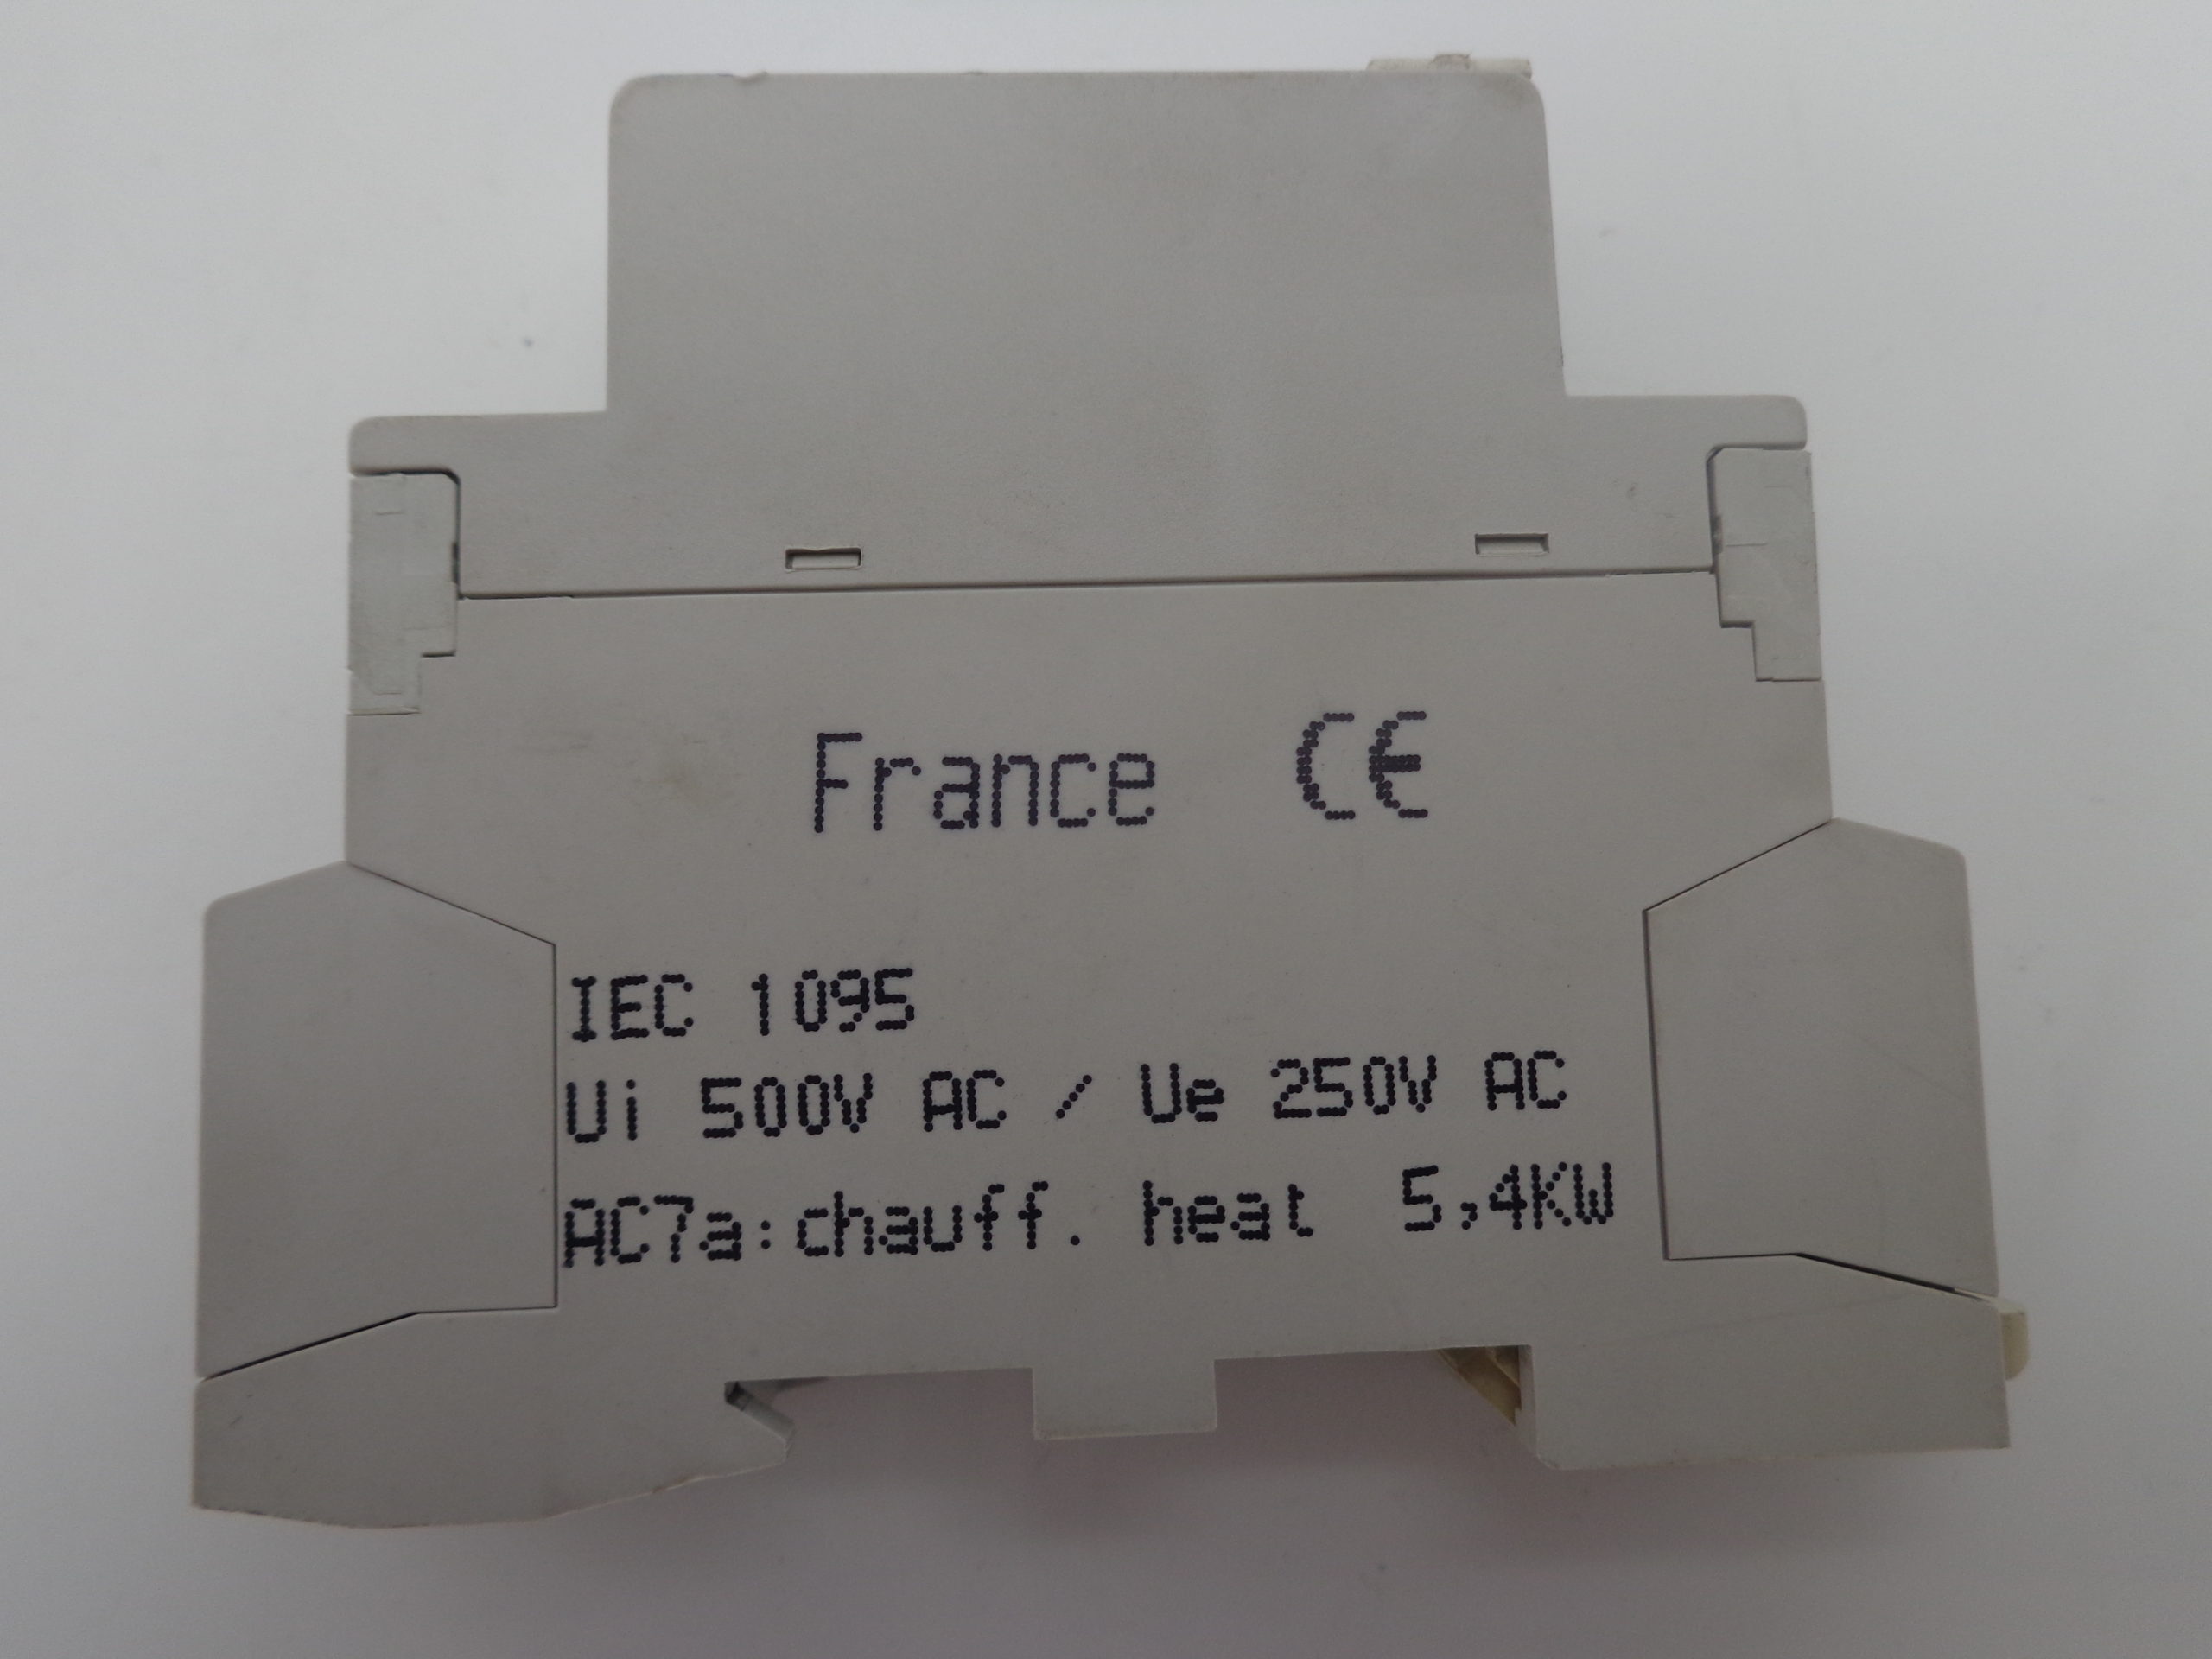 France CE
IEC 1095
Ui 500V AC / Ue 250V AC
AC7a:chauff. heat 5,4KW